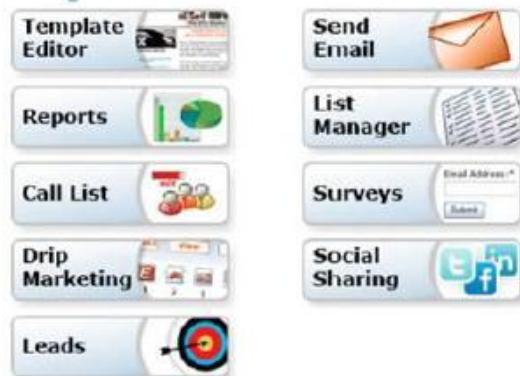 Template
Editor
Send
Email
Reports
List
Manager
Call List
Surveys
Email Address:*
Submit
Drip
Marketing
Social
Sharing
Leads